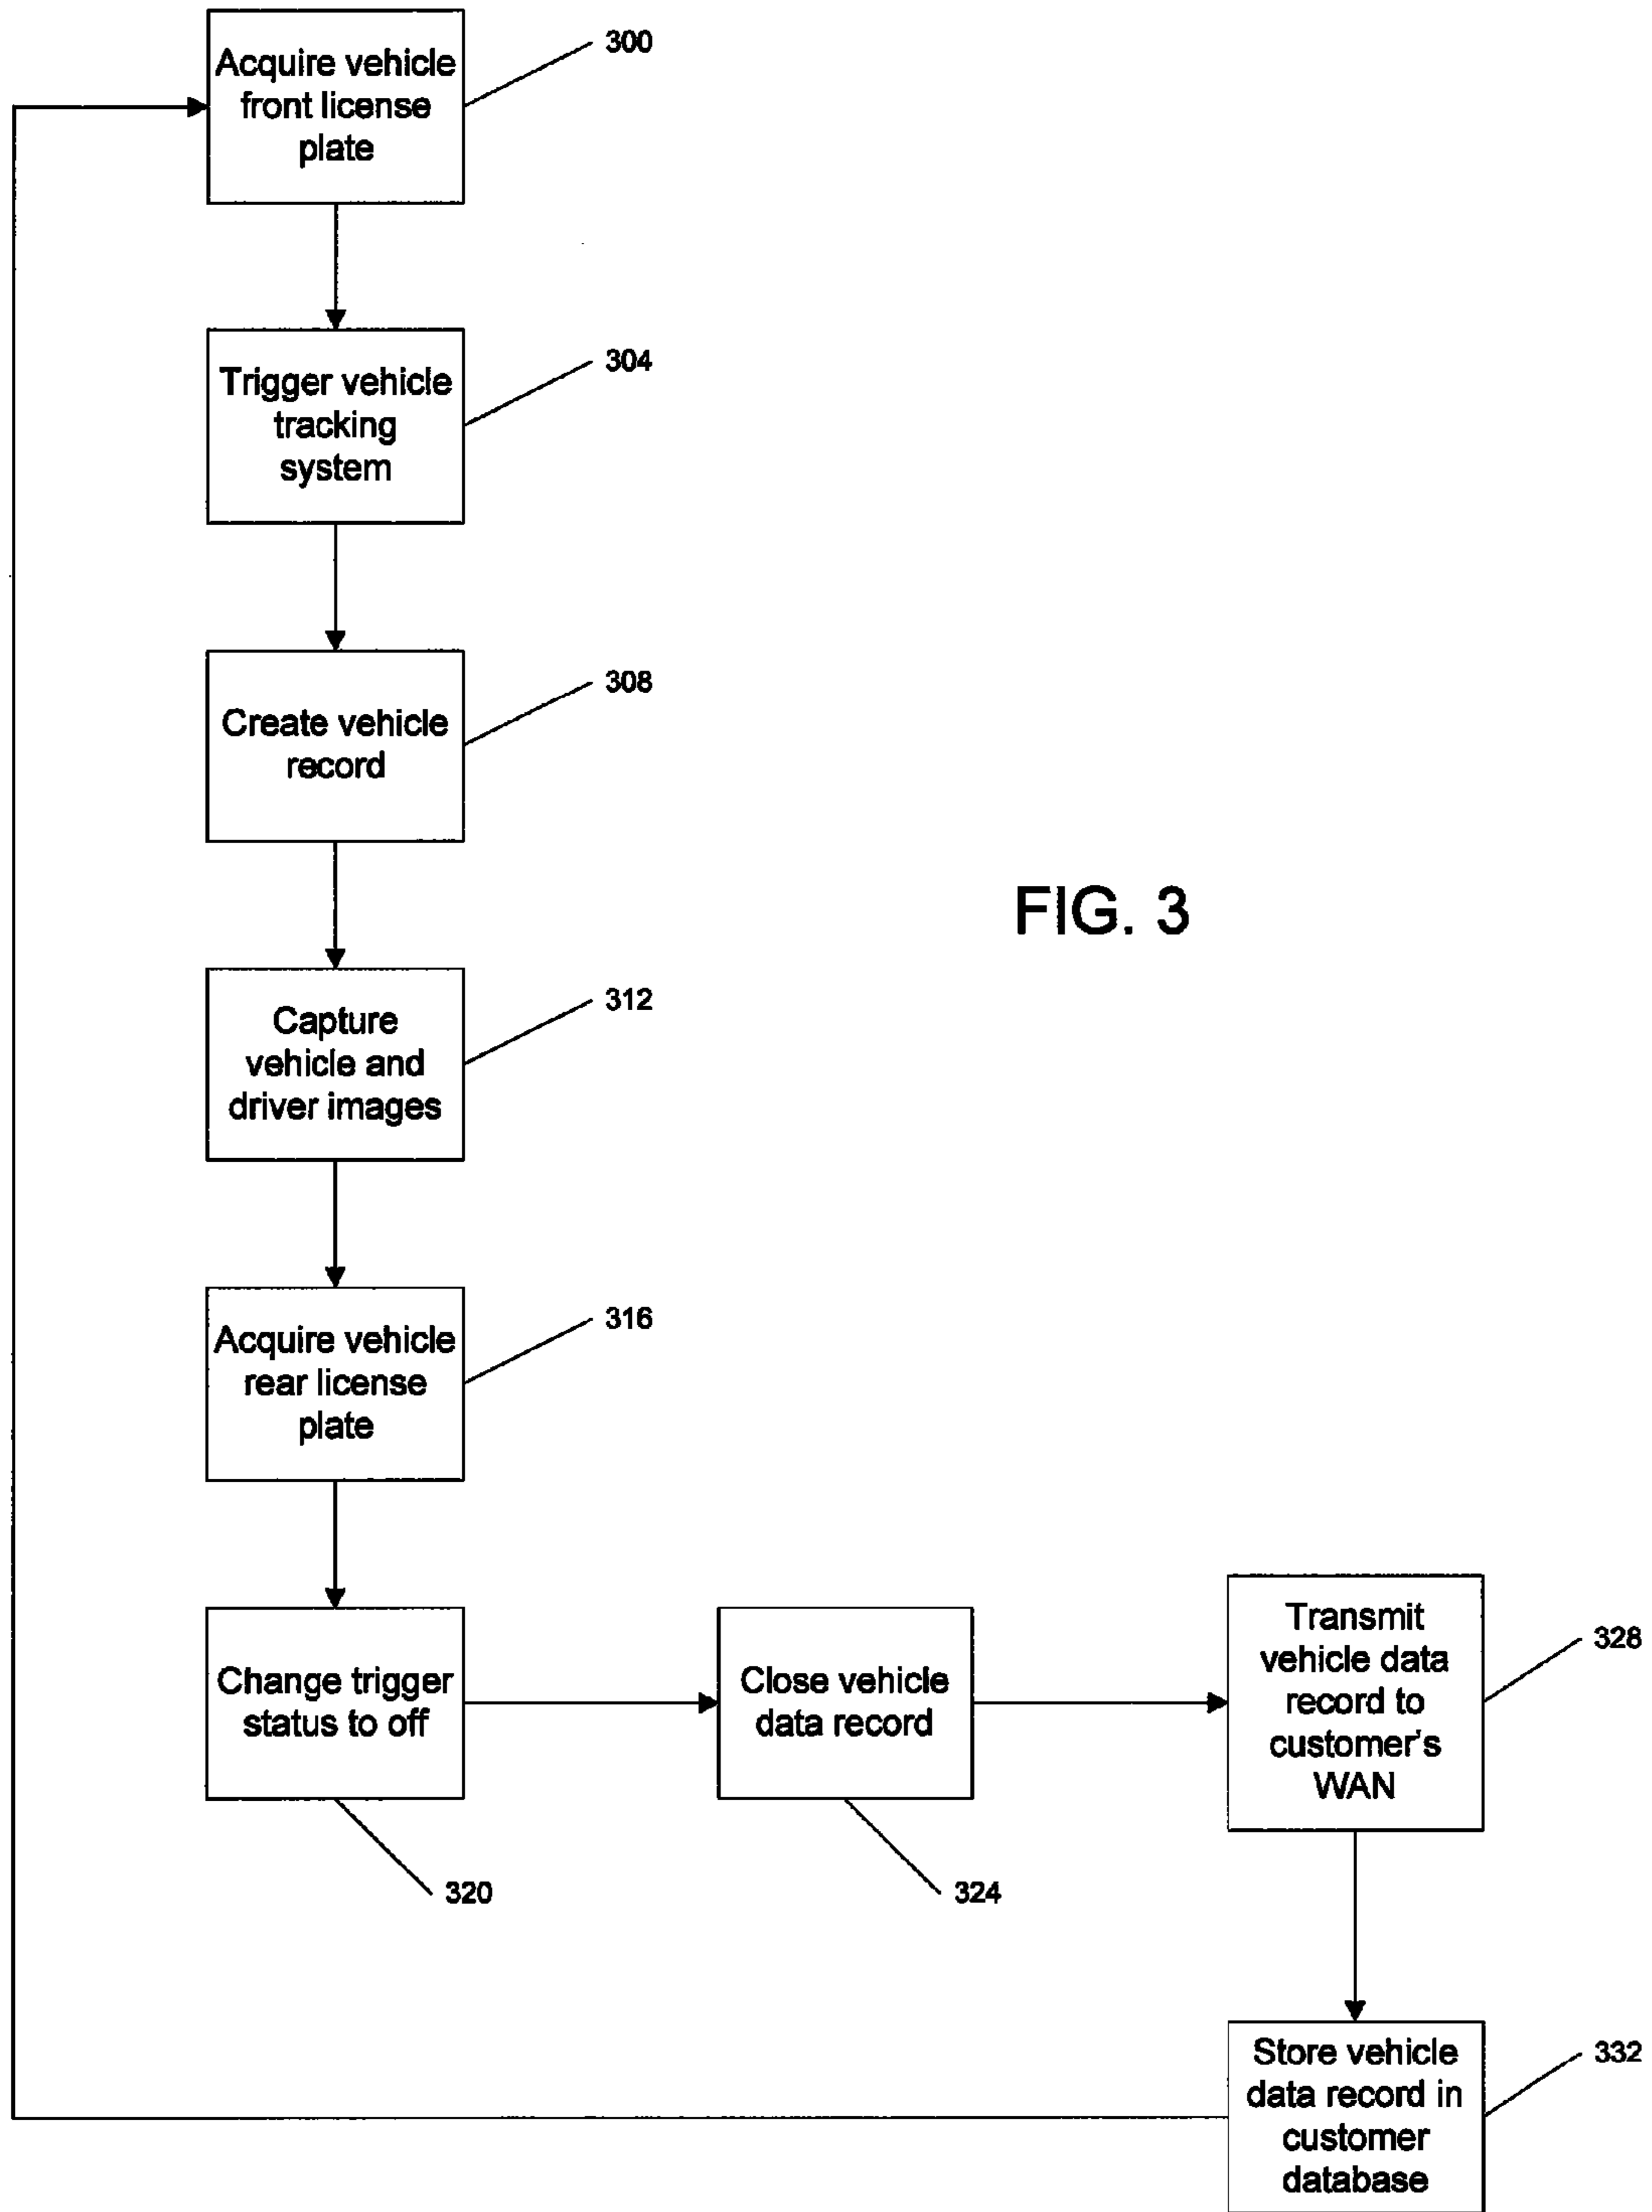 Acquire vehicle
front license
plate
300
Trigger vehicle
tracking
system
304
Create vehicle
record
308
FIG. 3
Capture
vehicle and
driver images
312
Acquire vehicle
rear license
plate
316
Change trigger
status to off
320
Close vehicle
data record
324
Transmit
vehicle data
record to
customer's
WAN
328
Store vehicle
data record in
customer
database
332